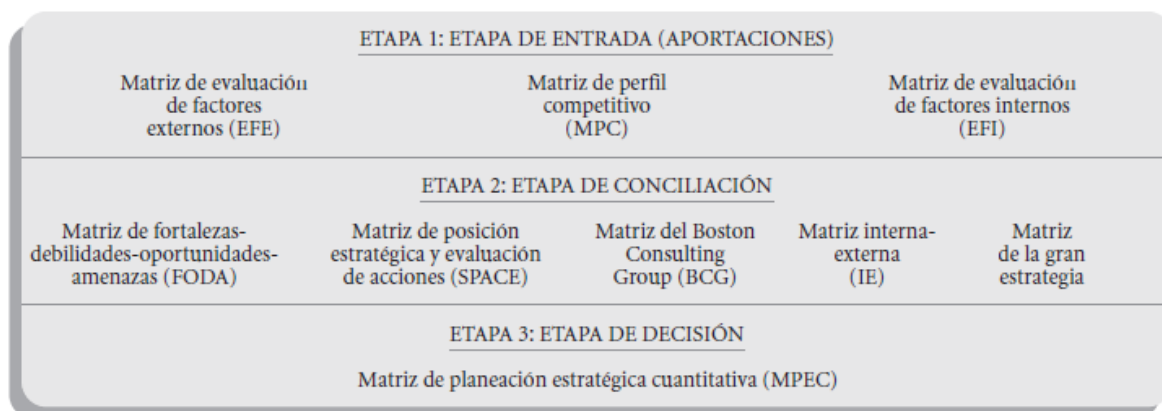 ETAPA 1: ETAPA DE ENTRADA (APORTACIONES)
Matriz de evaluación
de factores
externos (EFE)
Matriz de perfil
competitivo
(MPC)
Matriz de evaluación
de factores internos
(EFI)
ETAPA 2: ETAPA DE CONCILIACIÓN
Matriz de fortalezas-
debilidades-oportunidades-
amenazas (FODA)
Matriz de posición
estratégica y evaluación
de acciones (SPACE)
Matriz del Boston
Consulting
Group (BCG)
Matriz interna-
externa
(IE)
Matriz
de la gran
estrategia
ETAPA 3: ETAPA DE DECISIÓN
Matriz de planeación estratégica cuantitativa (MPEC)